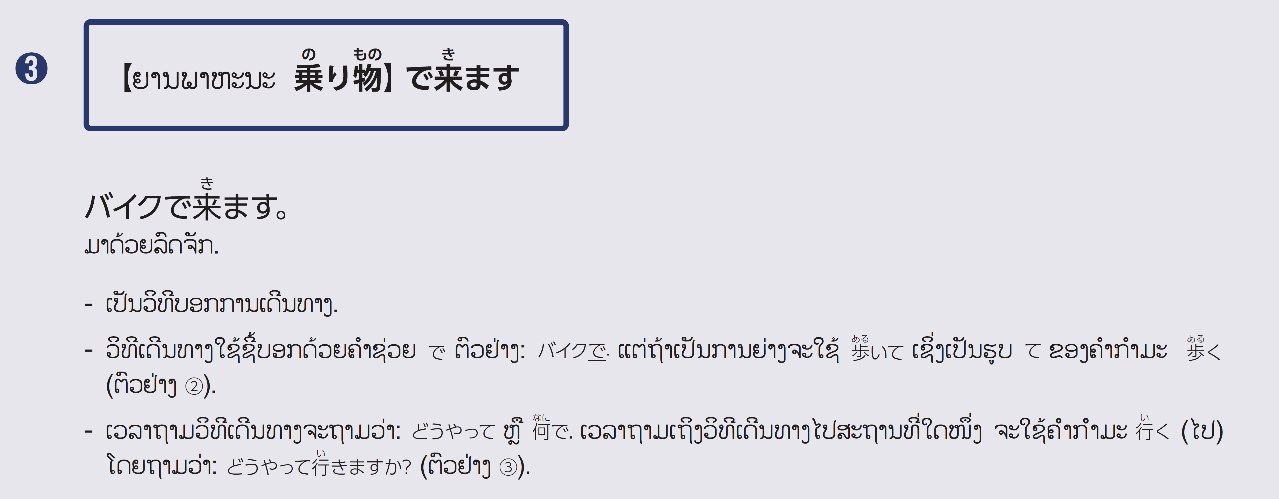 ❸ 【ຍານພາຫະນະ 乗り物】で来ます
バイクで来ます。
ມາດ້ວຍລົດຈັກ.
- ເປັນວິທີບອກການເດີນທາງ.
- ວິທີເດີນທາງໃຊ້ຊີ້ບອກດ້ວຍຄຳຊ່ວຍ で ຕົວຢ່າງ: バイクで. ແຕ່ຖ້າເປັນການຍ່າງຈະໃຊ້ 歩いて ເຊິ່ງເປັນຮູບ て ຂອງຄຳກຳມະ 歩く
(ຕົວຢ່າງ ②).
- ເວລາຖາມວິທີເດີນທາງຈະຖາມວ່າ: どうやって ຫຼື 何で. ເວລາຖາມເຖິງວິທີເດີນທາງໄປສະຖານທີ່ໃດໜຶ່ງ ຈະໃຊ້ຄຳກຳມະ 行く (ໄປ)
ໂດຍຖາມວ່າ: どうやって行きますか? (ຕົວຢ່າງ ③).